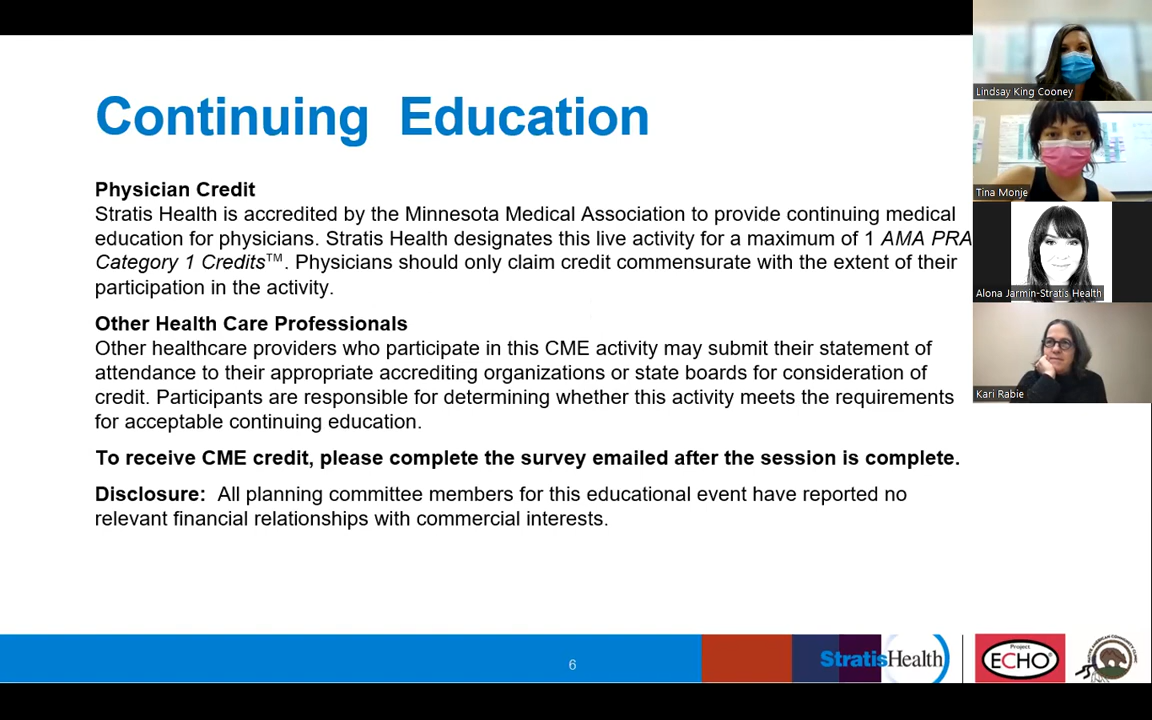 Continuing Education
Physician Credit
Stratis Health is accredited by the Minnesota Medical Association to provide continuing medical
education for physicians. Stratis Health designates this live activity for a maximum of 1 AMA PRA
Category 1 Credits™. Physicians should only claim credit commensurate with the extent of their
participation in the activity.
Other Health Care Professionals
Other healthcare providers who participate in this CME activity may submit their statement of
attendance to their appropriate accrediting organizations or state boards for consideration of
credit. Participants are responsible for determining whether this activity meets the requirements
for acceptable continuing education.
To receive CME credit, please complete the survey emailed after the session is complete.
Disclosure: All planning committee members for this educational event have reported no
relevant financial relationships with commercial interests.
6
StratisHealth
Project
ECHO
Lindsay King Cooney
Tina Monje
Alona Jarmin-Stratis Health
Kari Rabie